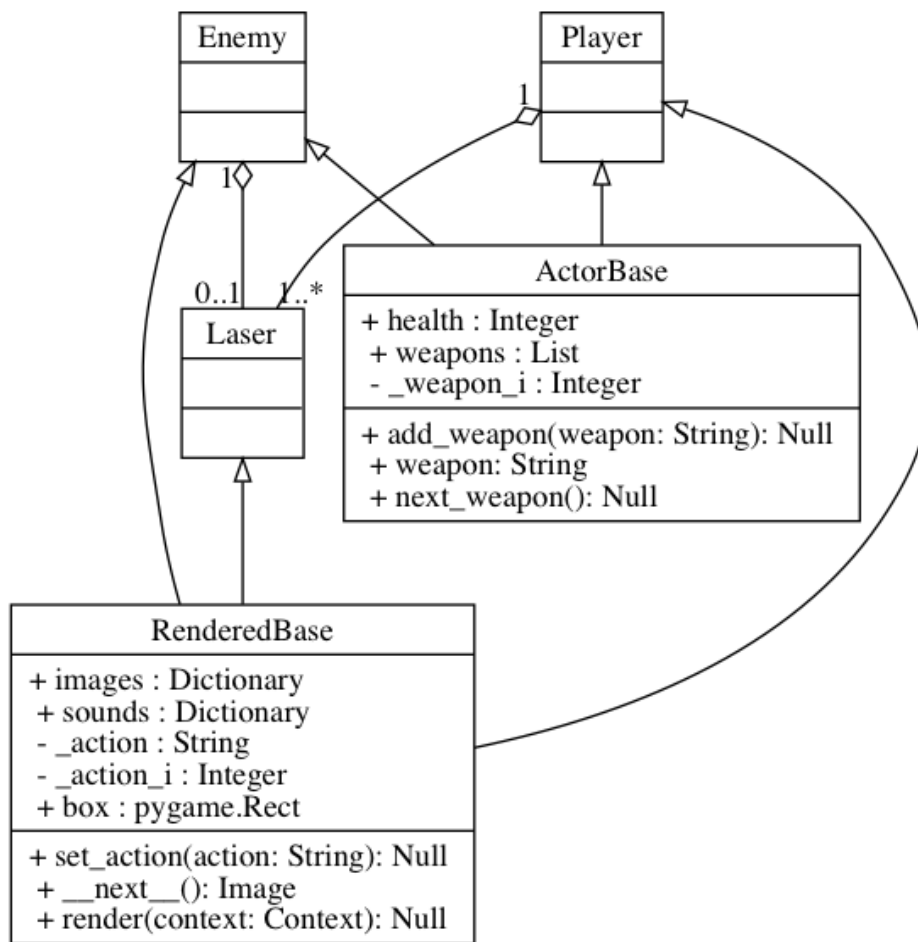 Enemy
Player
1
1
0..1
1..*
Laser
ActorBase
+ health : Integer
+ weapons : List
- _weapon_i : Integer
+ add_weapon(weapon: String): Null
+ weapon: String
+ next_weapon(): Null
RenderedBase
+ images : Dictionary
+ sounds : Dictionary
- _action : String
- _action_i : Integer
+ box : pygame.Rect
+ set_action(action: String): Null
+ __next__(): Image
+ render(context: Context): Null